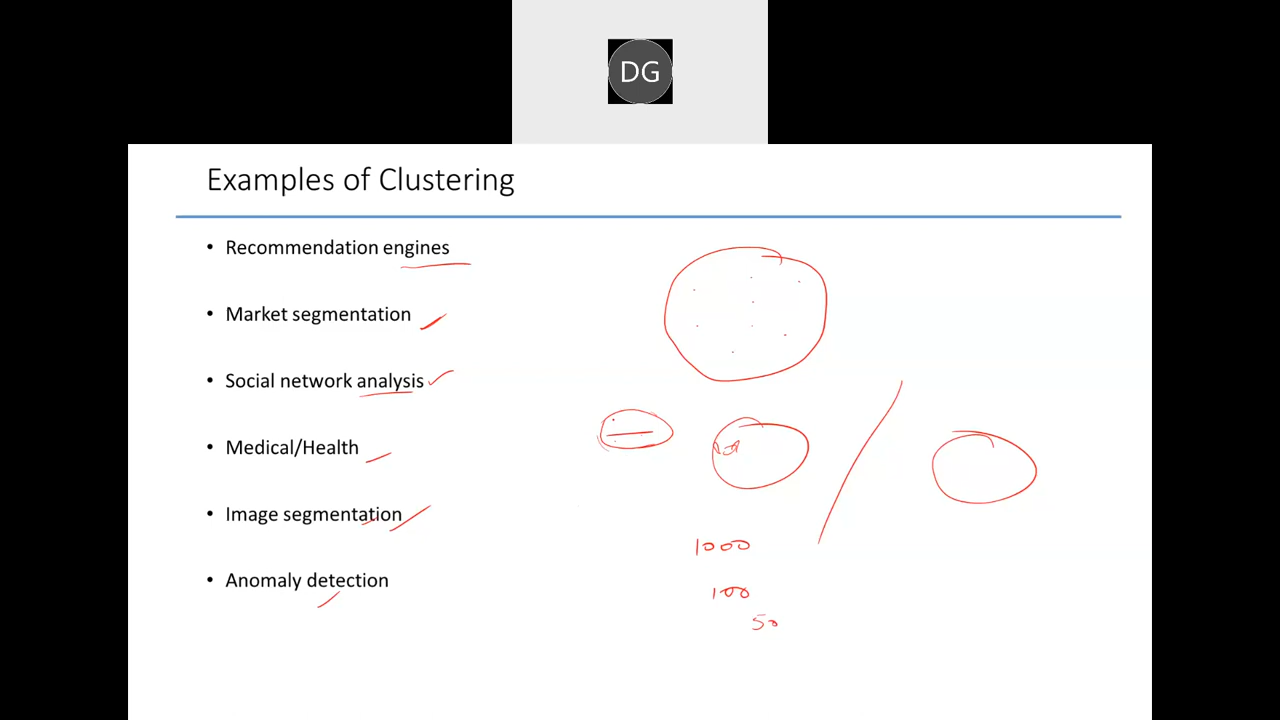 DG
Examples of Clustering
• Recommendation engines
• Market segmentation
• Social network analysis
• Medical/Health
• Image segmentation
• Anomaly detection
1000
100
50